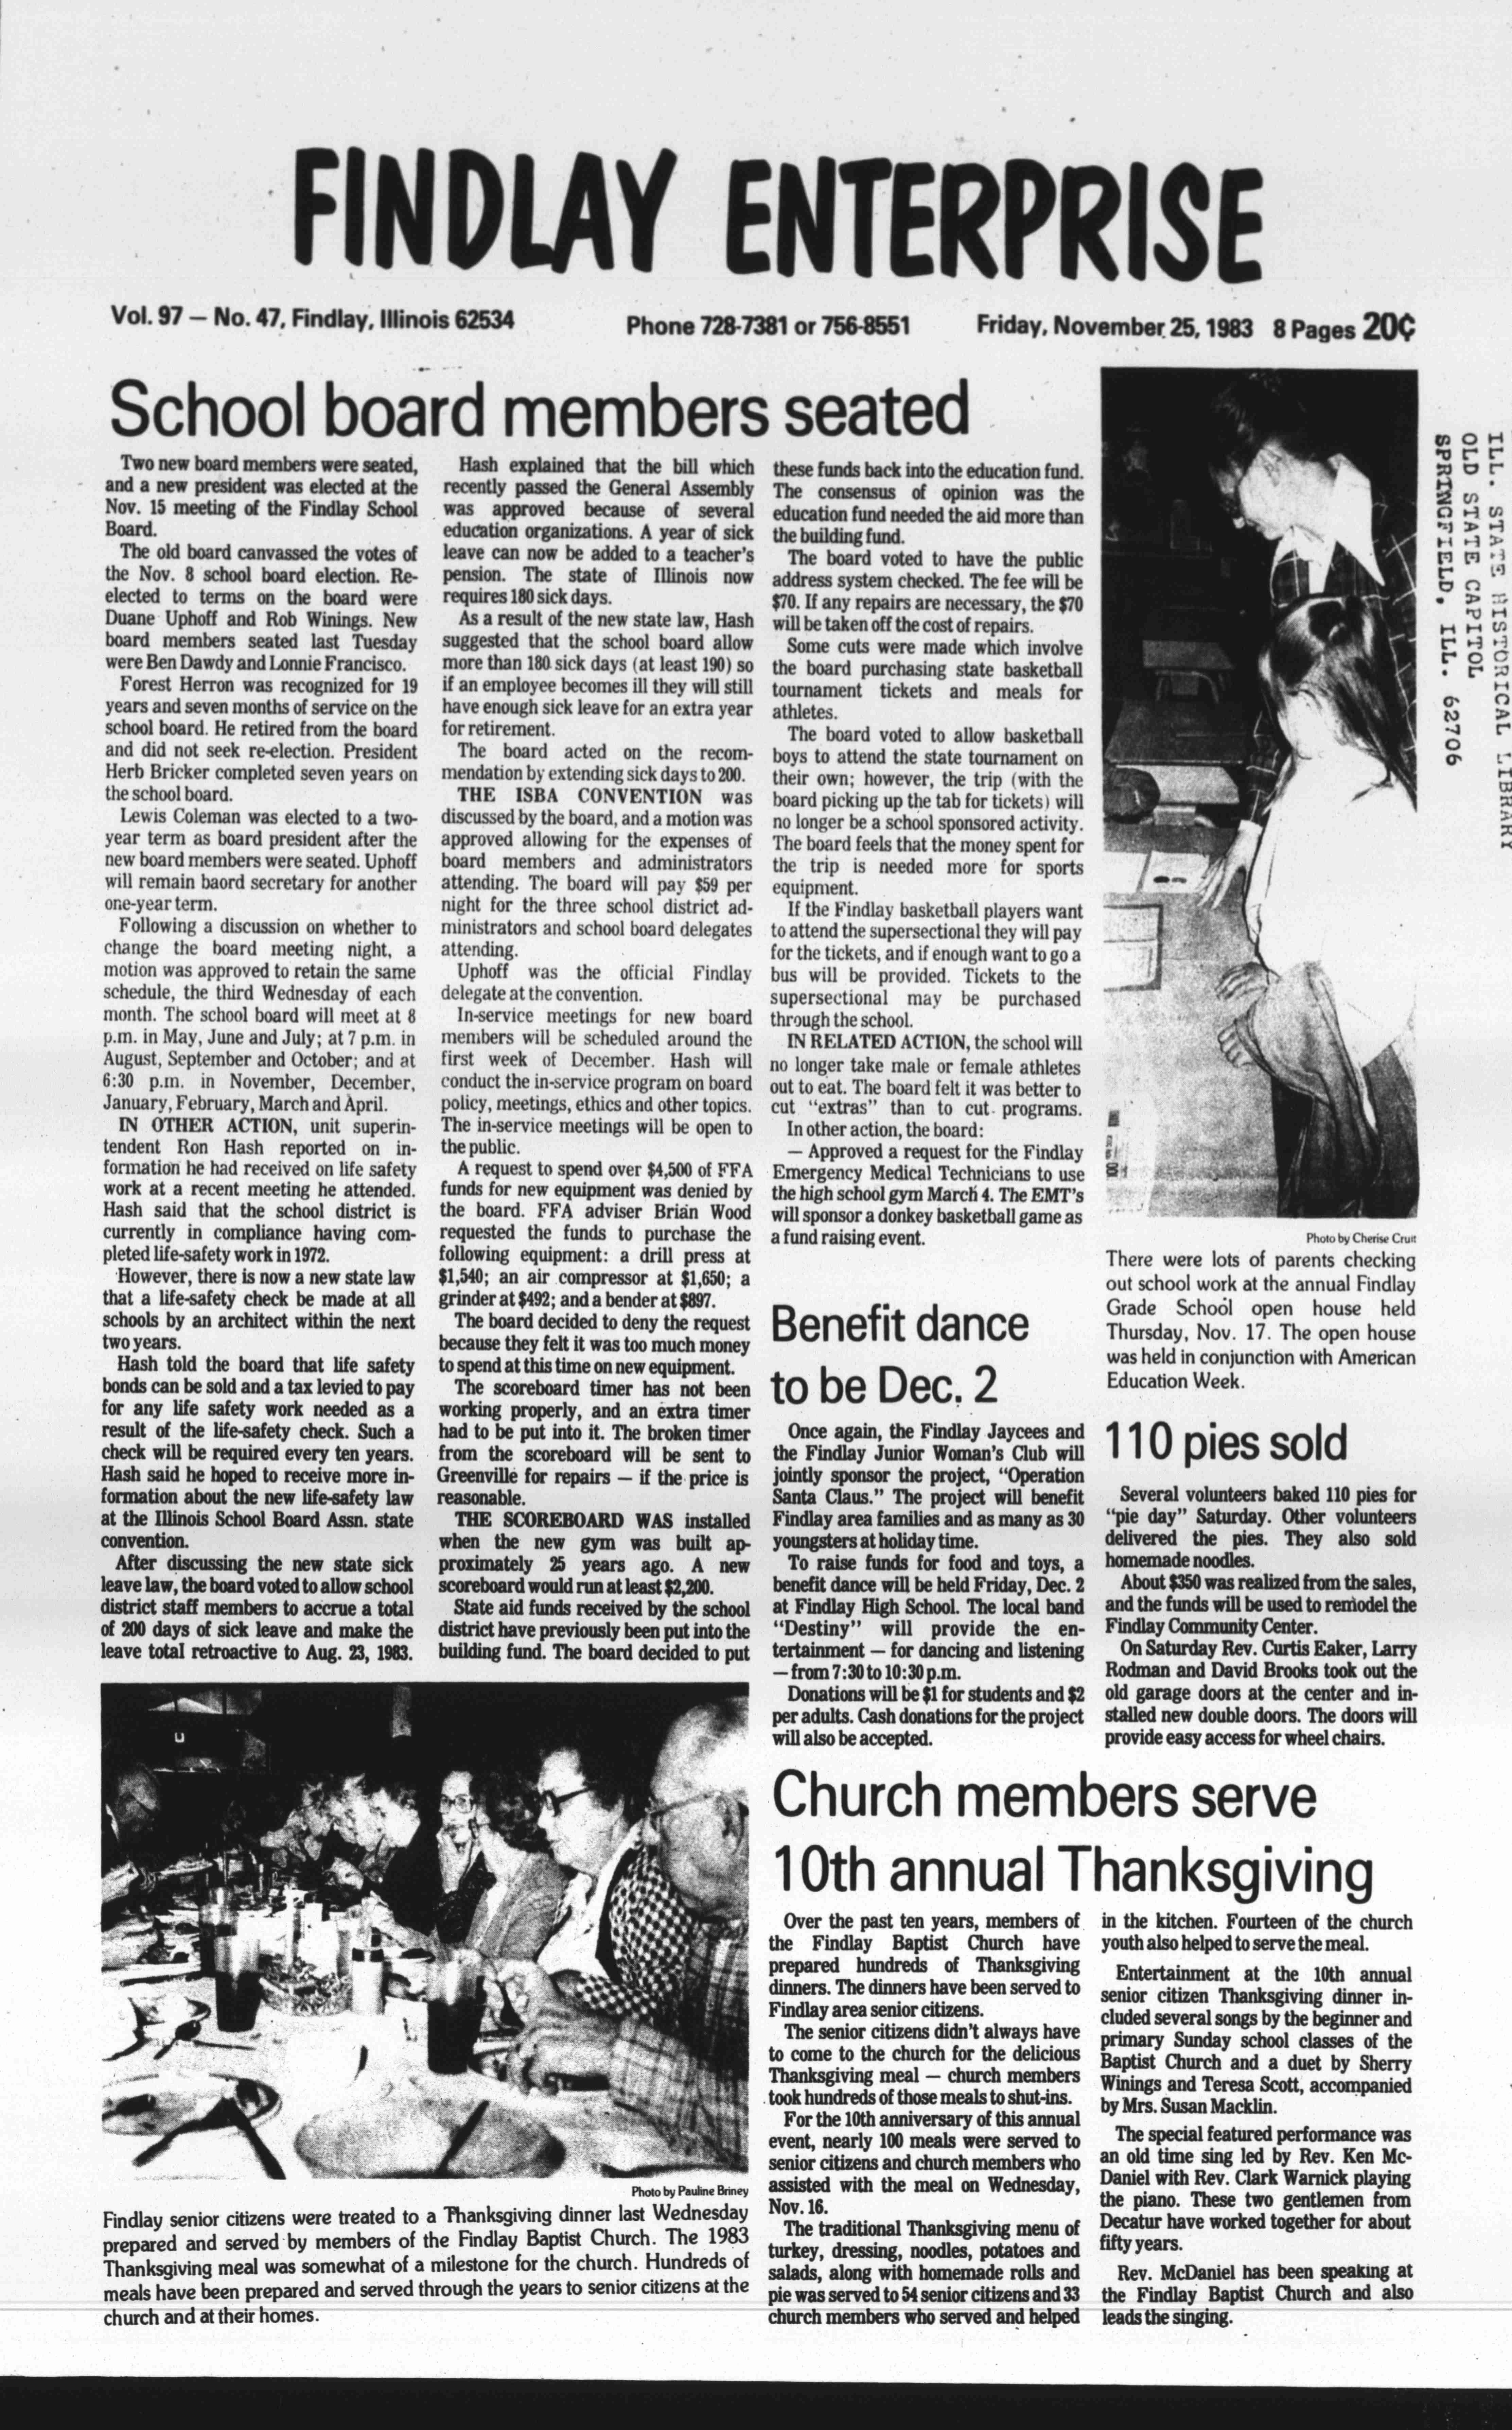 FINDLAY ENTERPRISE
Vol. 97 — No. 47, Findlay, Illinois 62534
Phone 728-7381 or 756-8551
Friday, November 25, 1983 8 Pages 20¢
School board members seated
Two new board members were seated,
and a new president was elected at the
Nov. 15 meeting of the Findlay School
Board.
The old board canvassed the votes of
the Nov. 8 school board election. Re-
elected to terms on the board were
Duane Uphoff and Rob Winings. New
board members seated last Tuesday
were Ben Dawdy and Lonnie Francisco.
Forest Herron was recognized for 19
years and seven months of service on the
school board. He retired from the board
and did not seek re-election. President
Herb Bricker completed seven years on
the school board.
Lewis Coleman was elected to a two-
year term as board president after the
new board members were seated. Uphoff
will remain baord secretary for another
one-year term.
Following a discussion on whether to
change the board meeting night, a
motion was approved to retain the same
schedule, the third Wednesday of each
month. The school board will meet at 8
p.m. in May, June and July; at 7 p.m. in
August, September and October; and at
6:30 p.m. in November, December,
January, February, March and April.
IN OTHER ACTION, unit superin-
tendent Ron Hash reported on in-
formation he had received on life safety
work at a recent meeting he attended.
Hash said that the school district is
currently in compliance having com-
pleted life-safety work in 1972.
However, there is now a new state law
that a life-safety check be made at all
schools by an architect within the next
two years.
Hash told the board that life safety
bonds can be sold and a tax levied to pay
for any life safety work needed as a
result of the life-safety check. Such a
check will be required every ten years.
Hash said he hoped to receive more in-
formation about the new life-safety law
at the Illinois School Board Assn. state
convention.
After discussing the new state sick
leave law, the board voted to allow school
district staff members to accrue a total
of 200 days of sick leave and make the
leave total retroactive to Aug. 23, 1983.
Hash explained that the bill which
recently passed the General Assembly
was approved because of several
education organizations. A year of sick
leave can now be added to a teacher's
pension. The state of Illinois now
requires 180 sick days.
As a result of the new state law, Hash
suggested that the school board allow
more than 180 sick days (at least 190) so
if an employee becomes ill they will still
have enough sick leave for an extra year
for retirement.
The board acted on the recom-
mendation by extending sick days to 200.
THE ISBA CONVENTION was
discussed by the board, and a motion was
approved allowing for the expenses of
board members and administrators
attending. The board will pay $59 per
night for the three school district ad-
ministrators and school board delegates
attending.
Uphoff was the official Findlay
delegate at the convention.
In-service meetings for new board
members will be scheduled around the
first week of December. Hash will
conduct the in-service program on board
policy, meetings, ethics and other topics.
The in-service meetings will be open to
the public.
A request to spend over $4,500 of FFA
funds for new equipment was denied by
the board. FFA adviser Brian Wood
requested the funds to purchase the
following equipment: a drill press at
$1,540; an air compressor at $1,650; a
grinder at $492; and a bender at $897.
The board decided to deny the request
because they felt it was too much money
to spend at this time on new equipment.
The scoreboard timer has not been
working properly, and an extra timer
had to be put into it. The broken timer
from the scoreboard will be sent to
Greenville for repairs — if the price is
reasonable.
THE SCOREBOARD WAS installed
when the new gym was built ap-
proximately 25 years ago. A new
scoreboard would run at least $2,200.
State aid funds received by the school
district have previously been put into the
building fund. The board decided to put
these funds back into the education fund.
The consensus of opinion was the
education fund needed the aid more than
the building fund.
The board voted to have the public
address system checked. The fee will be
$70. If any repairs are necessary, the $70
will be taken off the cost of repairs.
Some cuts were made which involve
the board purchasing state basketball
tournament tickets and meals for
athletes.
The board voted to allow basketball
boys to attend the state tournament on
their own; however, the trip (with the
board picking up the tab for tickets) will
no longer be a school sponsored activity.
The board feels that the money spent for
the trip is needed more for sports
equipment.
If the Findlay basketball players want
to attend the supersectional they will pay
for the tickets, and if enough want to go a
bus will be provided. Tickets to the
supersectional may be purchased
through the school.
IN RELATED ACTION, the school will
no longer take male or female athletes
out to eat. The board felt it was better to
cut "extras" than to cut programs.
In other action, the board:
— Approved a request for the Findlay
Emergency Medical Technicians to use
the high school gym March 4. The EMT's
will sponsor a donkey basketball game as
a fund raising event.
Photo by Cherise Cruit
There were lots of parents checking
out school work at the annual Findlay
Grade School open house held
Thursday, Nov. 17. The open house
was held in conjunction with American
Education Week.
ILL. STATE HISTORICAL LIBRARY
OLD STATE CAPITOL
SPRINGFIELD, ILL. 62706
Benefit dance
to be Dec. 2
Once again, the Findlay Jaycees and
the Findlay Junior Woman's Club will
jointly sponsor the project, "Operation
Santa Claus." The project will benefit
Findlay area families and as many as 30
youngsters at holiday time.
To raise funds for food and toys, a
benefit dance will be held Friday, Dec. 2
at Findlay High School. The local band
"Destiny" will provide the en-
tertainment — for dancing and listening
— from 7:30 to 10:30 p.m.
Donations will be $1 for students and $2
per adults. Cash donations for the project
will also be accepted.
110 pies sold
Several volunteers baked 110 pies for
"pie day" Saturday. Other volunteers
delivered the pies. They also sold
homemade noodles.
About $350 was realized from the sales,
and the funds will be used to remodel the
Findlay Community Center.
On Saturday Rev. Curtis Eaker, Larry
Rodman and David Brooks took out the
old garage doors at the center and in-
stalled new double doors. The doors will
provide easy access for wheel chairs.
Photo by Pauline Briney
Findlay senior citizens were treated to a Thanksgiving dinner last Wednesday
prepared and served by members of the Findlay Baptist Church. The 1983
Thanksgiving meal was somewhat of a milestone for the church. Hundreds of
meals have been prepared and served through the years to senior citizens at the
church and at their homes.
Church members serve
10th annual Thanksgiving
Over the past ten years, members of
the Findlay Baptist Church have
prepared hundreds of Thanksgiving
dinners. The dinners have been served to
Findlay area senior citizens.
The senior citizens didn't always have
to come to the church for the delicious
Thanksgiving meal — church members
took hundreds of those meals to shut-ins.
For the 10th anniversary of this annual
event, nearly 100 meals were served to
senior citizens and church members who
assisted with the meal on Wednesday,
Nov. 16.
The traditional Thanksgiving menu of
turkey, dressing, noodles, potatoes and
salads, along with homemade rolls and
pie was served to 54 senior citizens and 33
church members who served and helped
in the kitchen. Fourteen of the church
youth also helped to serve the meal.
Entertainment at the 10th annual
senior citizen Thanksgiving dinner in-
cluded several songs by the beginner and
primary Sunday school classes of the
Baptist Church and a duet by Sherry
Winings and Teresa Scott, accompanied
by Mrs. Susan Macklin.
The special featured performance was
an old time sing led by Rev. Ken Mc-
Daniel with Rev. Clark Warnick playing
the piano. These two gentlemen from
Decatur have worked together for about
fifty years.
Rev. McDaniel has been speaking at
the Findlay Baptist Church and also
leads the singing.